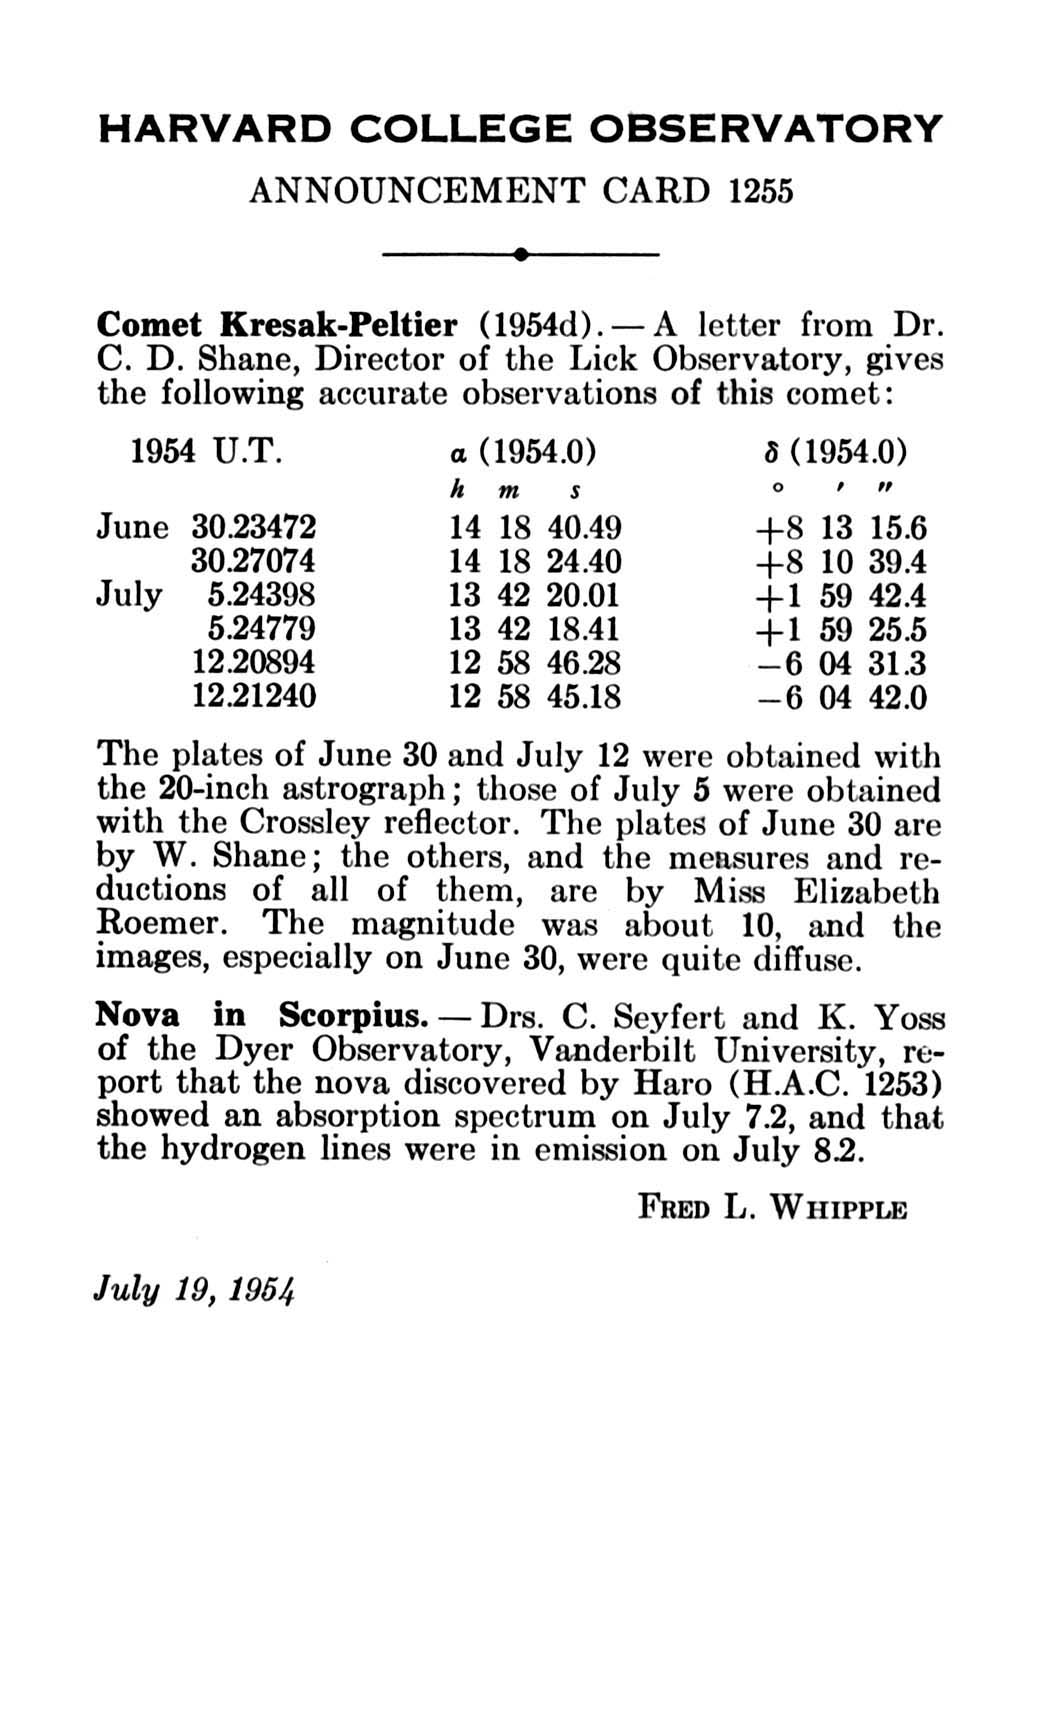 HARVARD COLLEGE OBSERVATORY
ANNOUNCEMENT CARD 1255
Comet Kresak-Peltier (1954d). — A letter from Dr.
C. D. Shane, Director of the Lick Observatory, gives
the following accurate observations of this comet:
1954 U.T. α (1954.0) δ (1954.0)
h m s ° ′ ″
June 30.23472 14 18 40.49 +8 13 15.6
30.27074 14 18 24.40 +8 10 39.4
July 5.24398 13 42 20.01 +1 59 42.4
5.24779 13 42 18.41 +1 59 25.5
12.20894 12 58 46.28 −6 04 31.3
12.21240 12 58 45.18 −6 04 42.0
The plates of June 30 and July 12 were obtained with
the 20-inch astrograph; those of July 5 were obtained
with the Crossley reflector. The plates of June 30 are
by W. Shane; the others, and the measures and re-
ductions of all of them, are by Miss Elizabeth
Roemer. The magnitude was about 10, and the
images, especially on June 30, were quite diffuse.
Nova in Scorpius. — Drs. C. Seyfert and K. Yoss
of the Dyer Observatory, Vanderbilt University, re-
port that the nova discovered by Haro (H.A.C. 1253)
showed an absorption spectrum on July 7.2, and that
the hydrogen lines were in emission on July 8.2.
FRED L. WHIPPLE
July 19, 1954